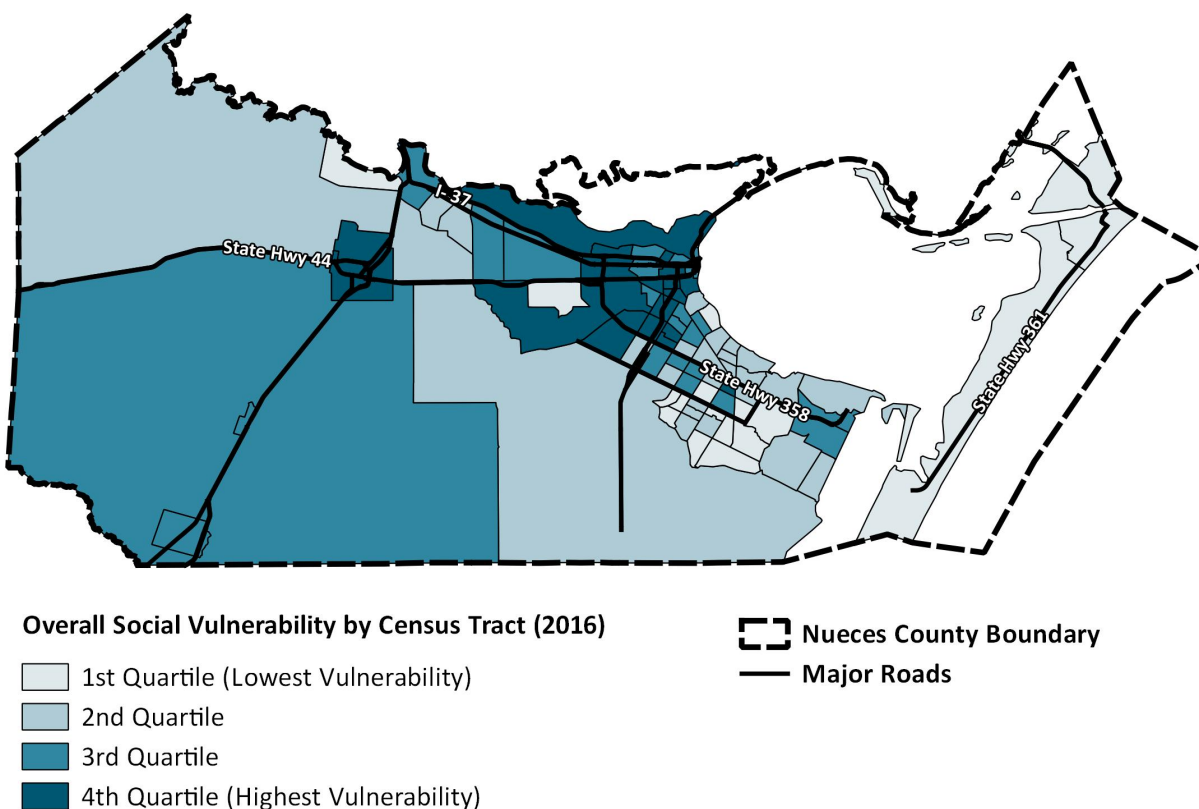 I- 37
State Hwy 44
State Hwy 361
State Hwy 358
Overall Social Vulnerability by Census Tract (2016)
1st Quartile (Lowest Vulnerability)
2nd Quartile
3rd Quartile
4th Quartile (Highest Vulnerability)
Nueces County Boundary
Major Roads